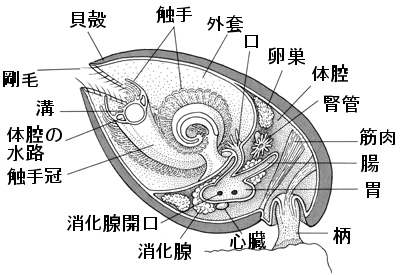 貝殻
触手
外套
口
卵巣
体腔
腎管
剛毛
溝
体腔の
水路
触手冠
筋肉
腸
胃
消化腺開口
消化腺
心臓
柄